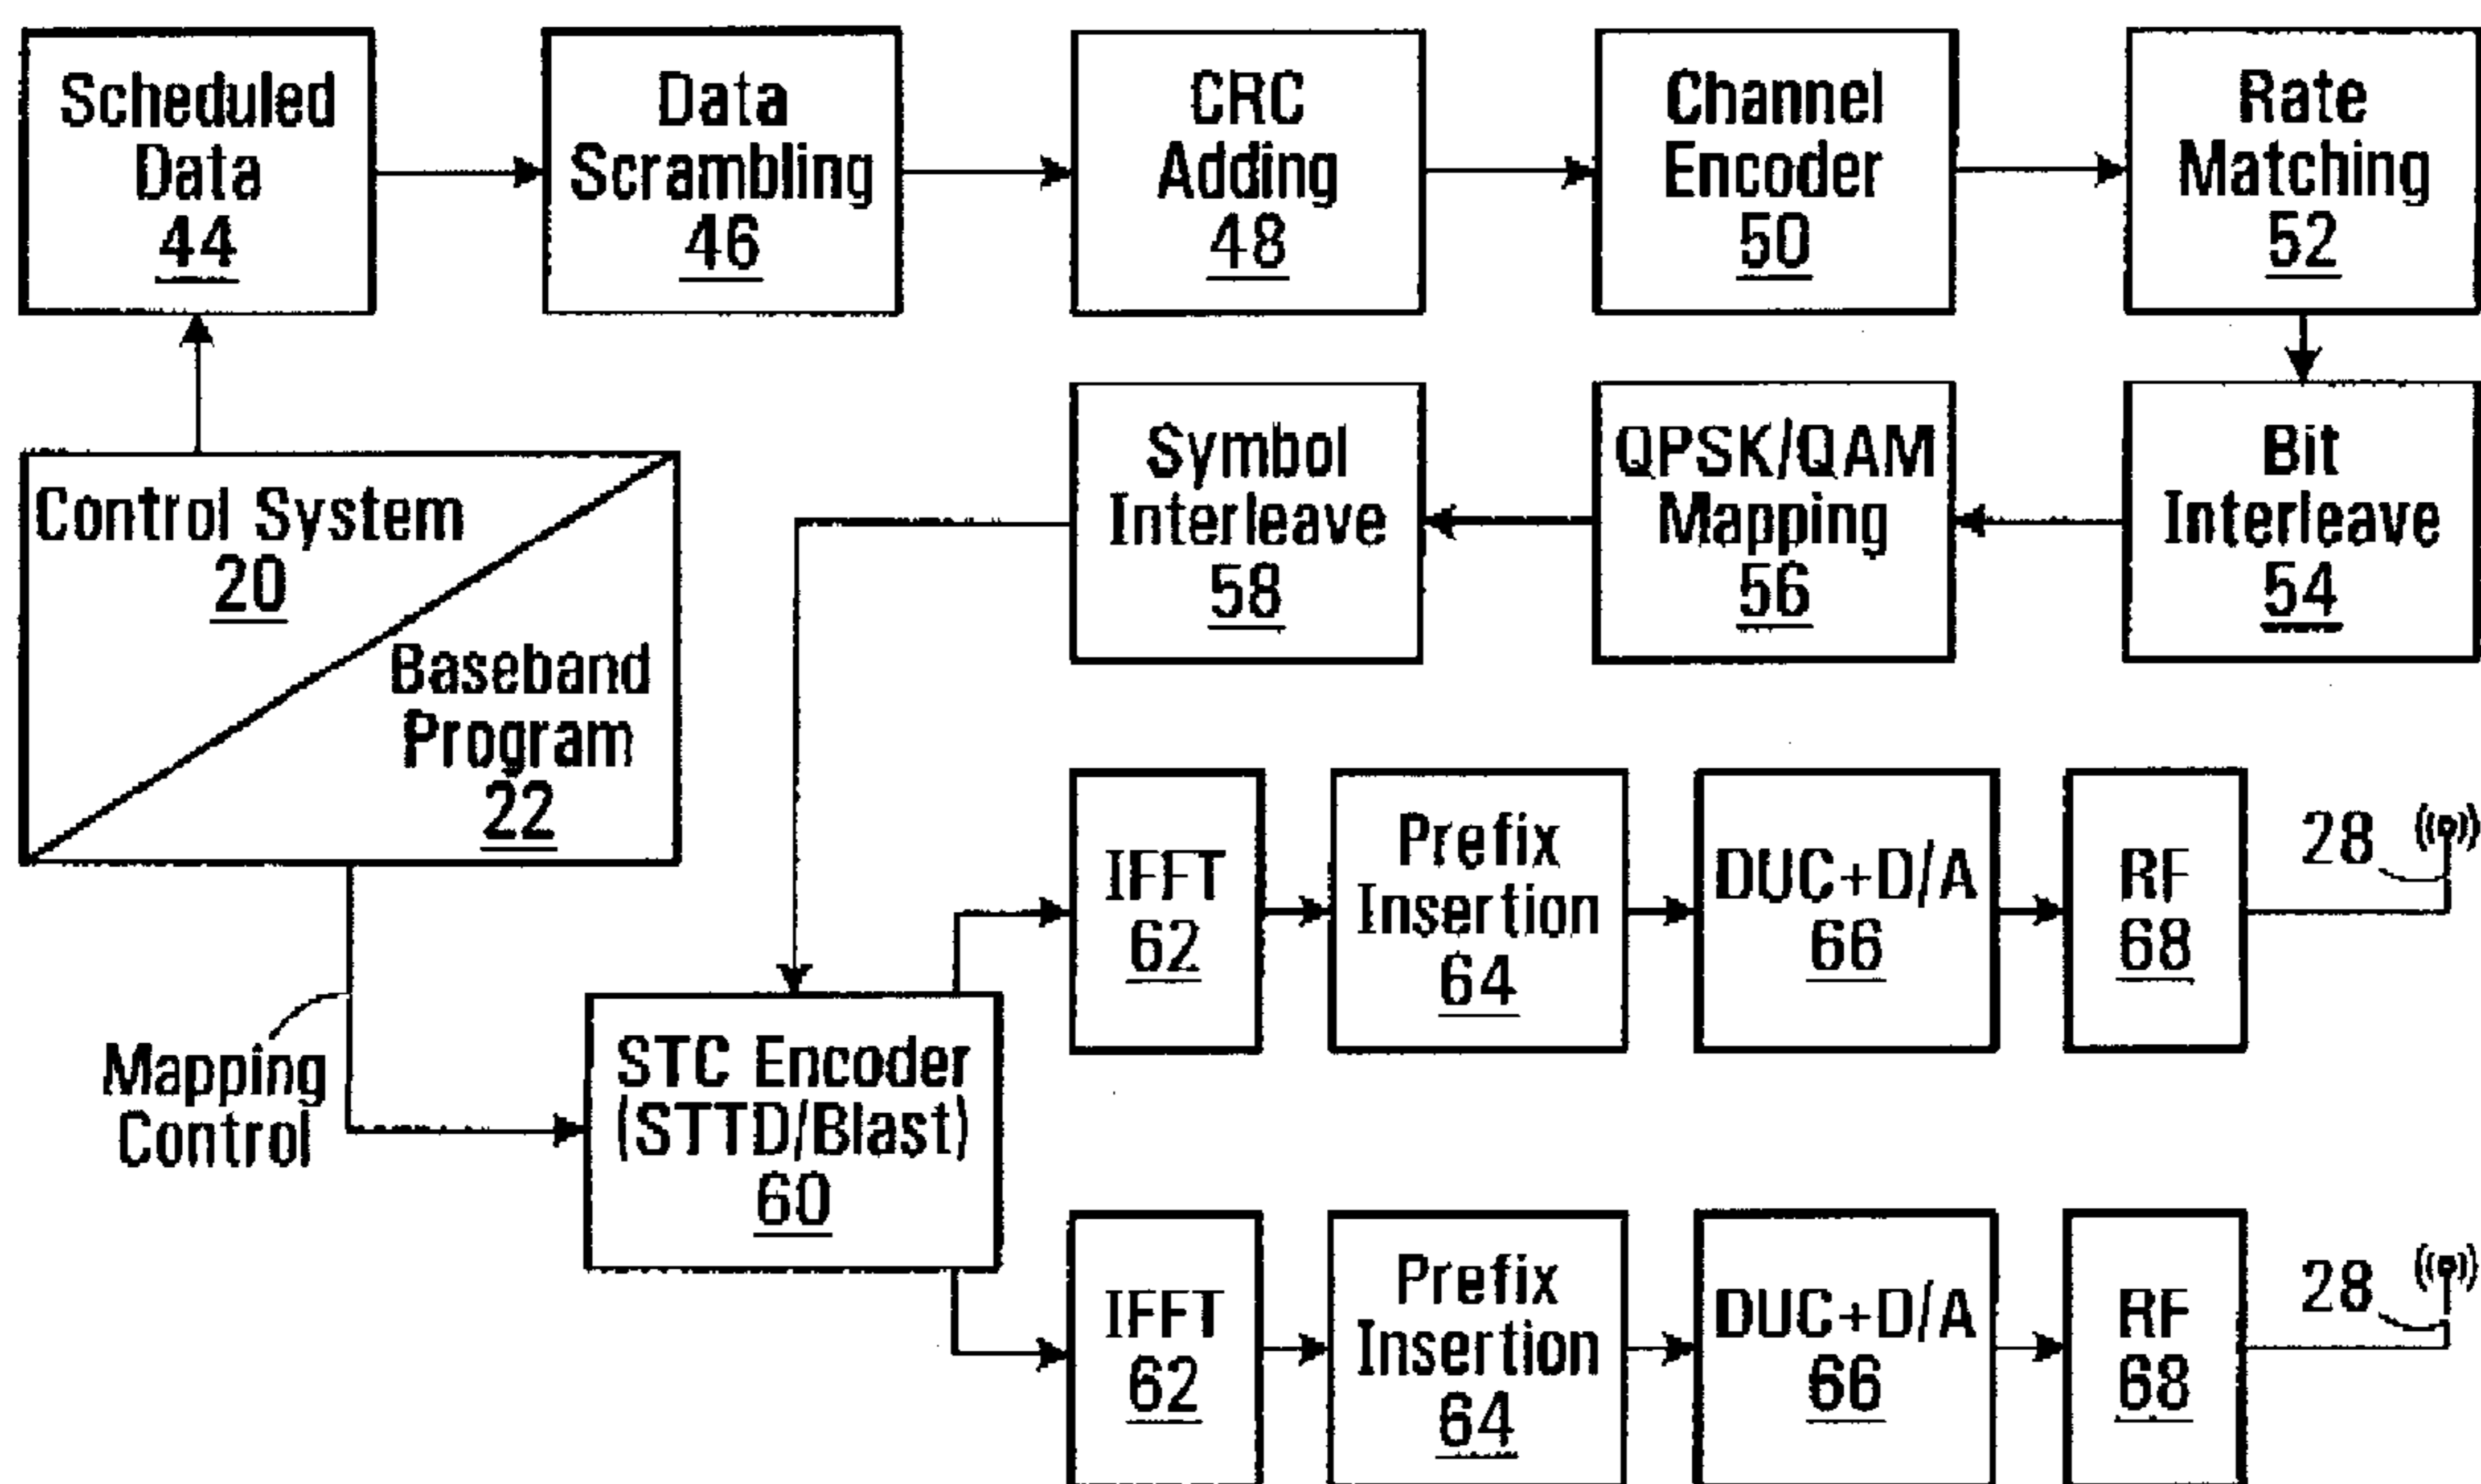 Scheduled
Data
44
Data
Scrambling
46
CRC
Adding
48
Channel
Encoder
50
Rate
Matching
52
Control System
20
Baseband
Program
22
Symbol
Interleave
58
QPSK/QAM
Mapping
56
Bit
Interleave
54
Mapping
Control
STC Encoder
(STTD/Blast)
60
IFFT
62
Prefix
Insertion
64
DUC+D/A
66
RF
68
28
IFFT
62
Prefix
Insertion
64
DUC+D/A
66
RF
68
28